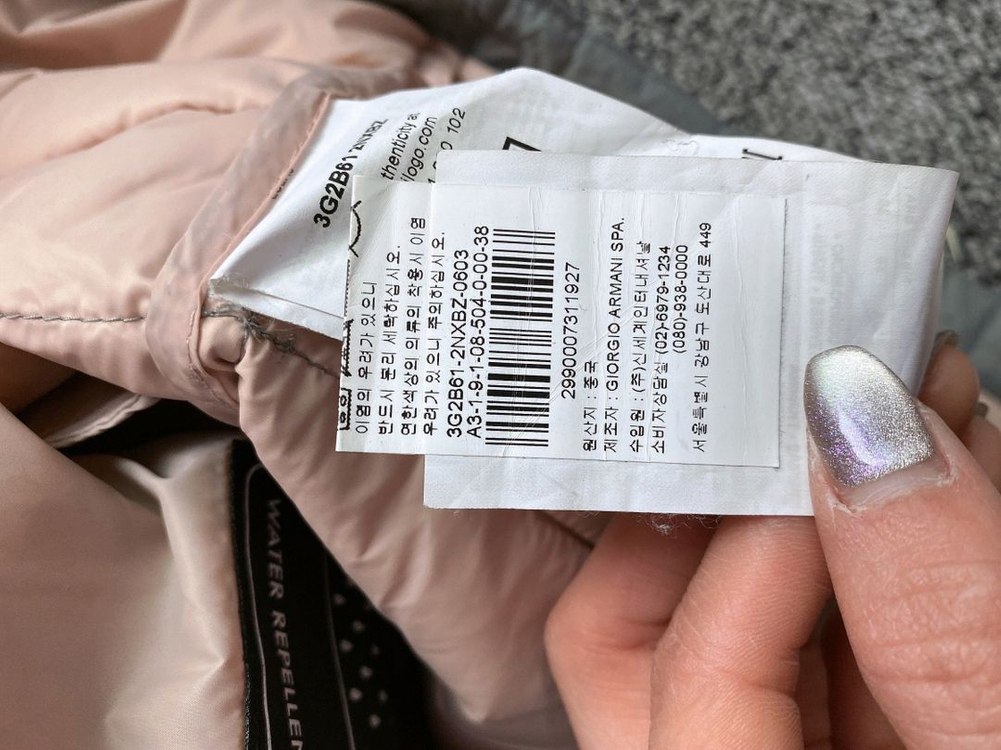 3G2B61 2NXBZ
thenticity at
ilogo.com
102
이염의 우려가 있으니
반드시 분리 세탁하십시오.
연한색상의 의류의 착용시 이염
우려가 있으니 주의하십시오.
3G2B61-2NXBZ-0603
A3-1-9-1-08-504-0-00-38
2990007311927
원산지 : 중국
제조자 : GIORGIO ARMANI SPA.
수입원 : (주)신세계인터내셔날
소비자상담실 (02)-6979-1234
(080)-938-0000
서울특별시 강남구 도산대로 449
WATER REPELLEN